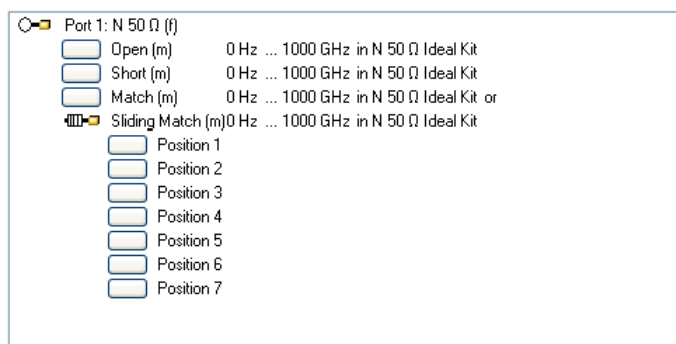 Port 1: N 50 Ω (f)
Open (m) 0 Hz ... 1000 GHz in N 50 Ω Ideal Kit
Short (m) 0 Hz ... 1000 GHz in N 50 Ω Ideal Kit
Match (m) 0 Hz ... 1000 GHz in N 50 Ω Ideal Kit or
Sliding Match (m)0 Hz ... 1000 GHz in N 50 Ω Ideal Kit
Position 1
Position 2
Position 3
Position 4
Position 5
Position 6
Position 7